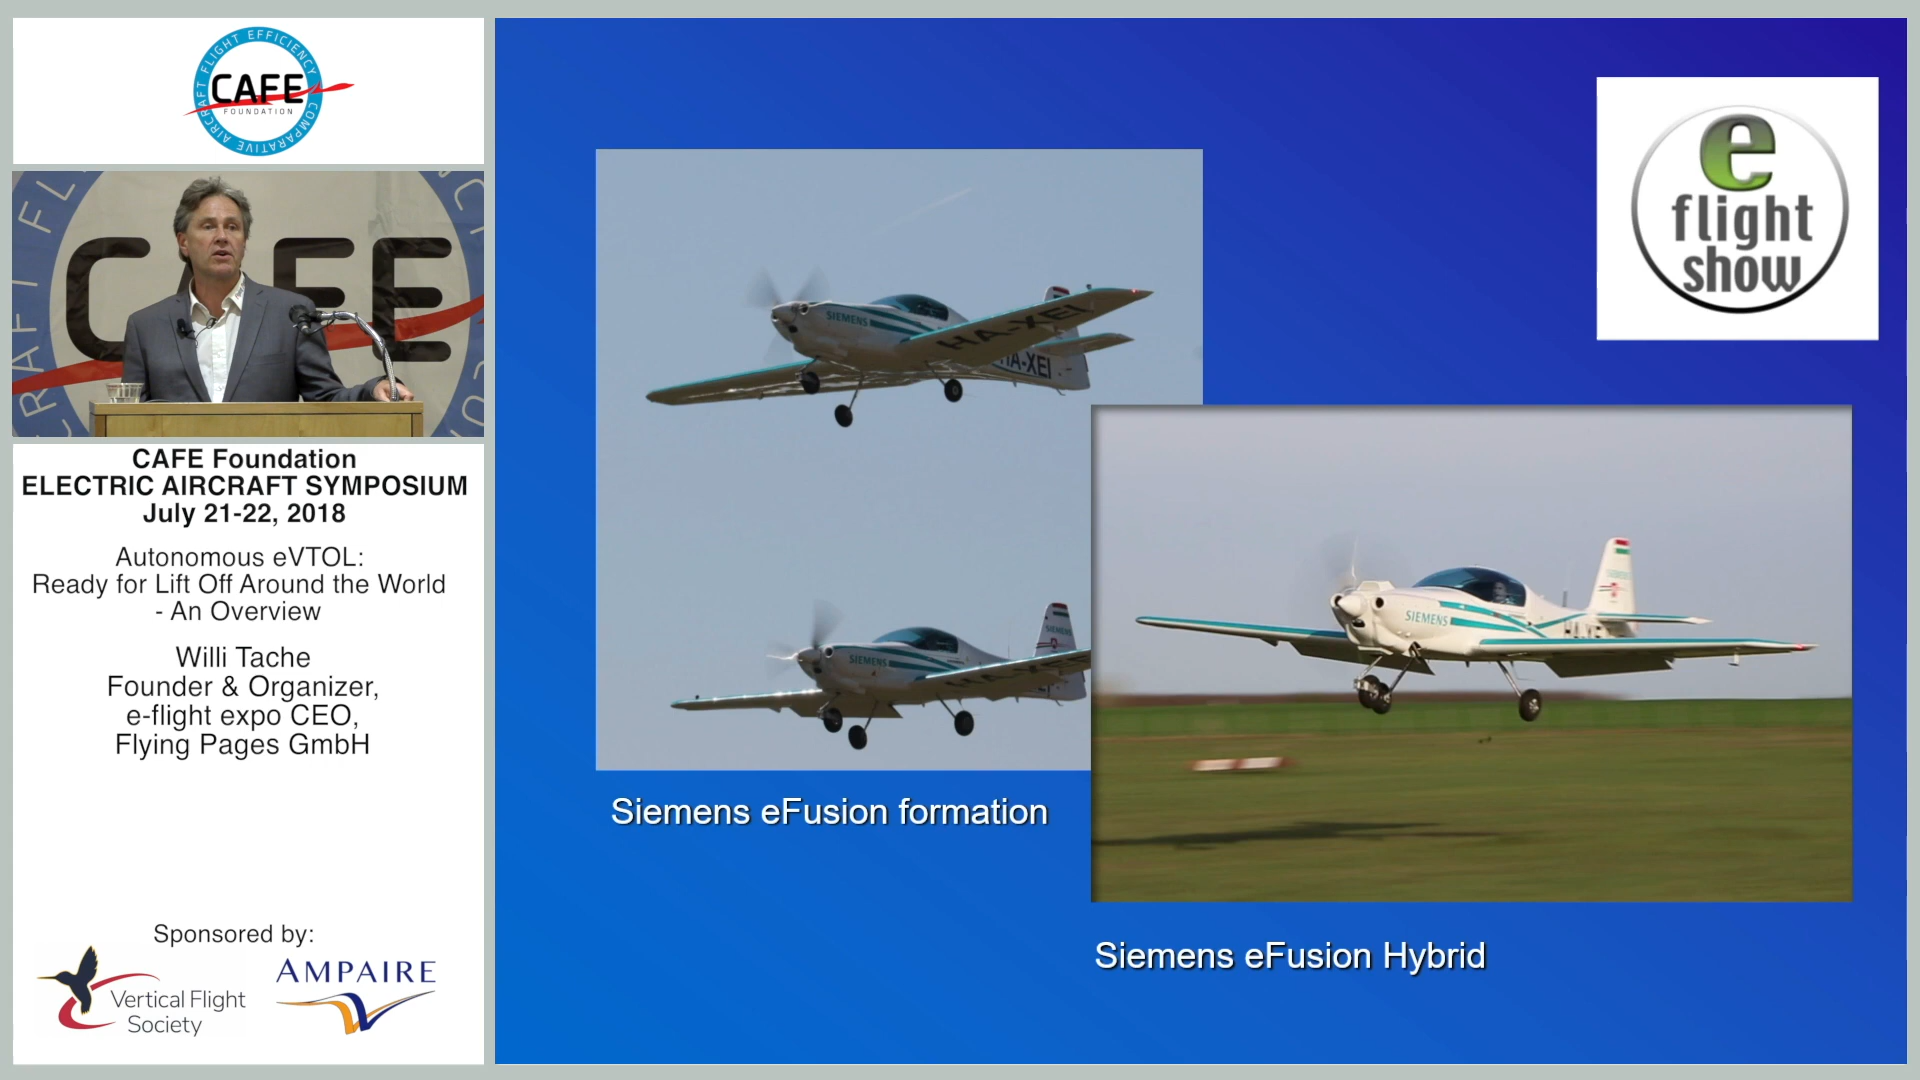 AIRCRAFT FLIGHT EFFICIENCY
CAFE
FOUNDATION
COMPARATIVE
CAFE
CAFE Foundation
ELECTRIC AIRCRAFT SYMPOSIUM
July 21-22, 2018
Autonomous eVTOL:
Ready for Lift Off Around the World
- An Overview
Willi Tache
Founder & Organizer,
e-flight expo CEO,
Flying Pages GmbH
Sponsored by:
Vertical Flight
Society
AMPAIRE
e
flight
show
SIEMENS
HA-XEI
HA-XEI
SIEMENS
SIEMENS
Siemens eFusion formation
SIEMENS
Siemens eFusion Hybrid